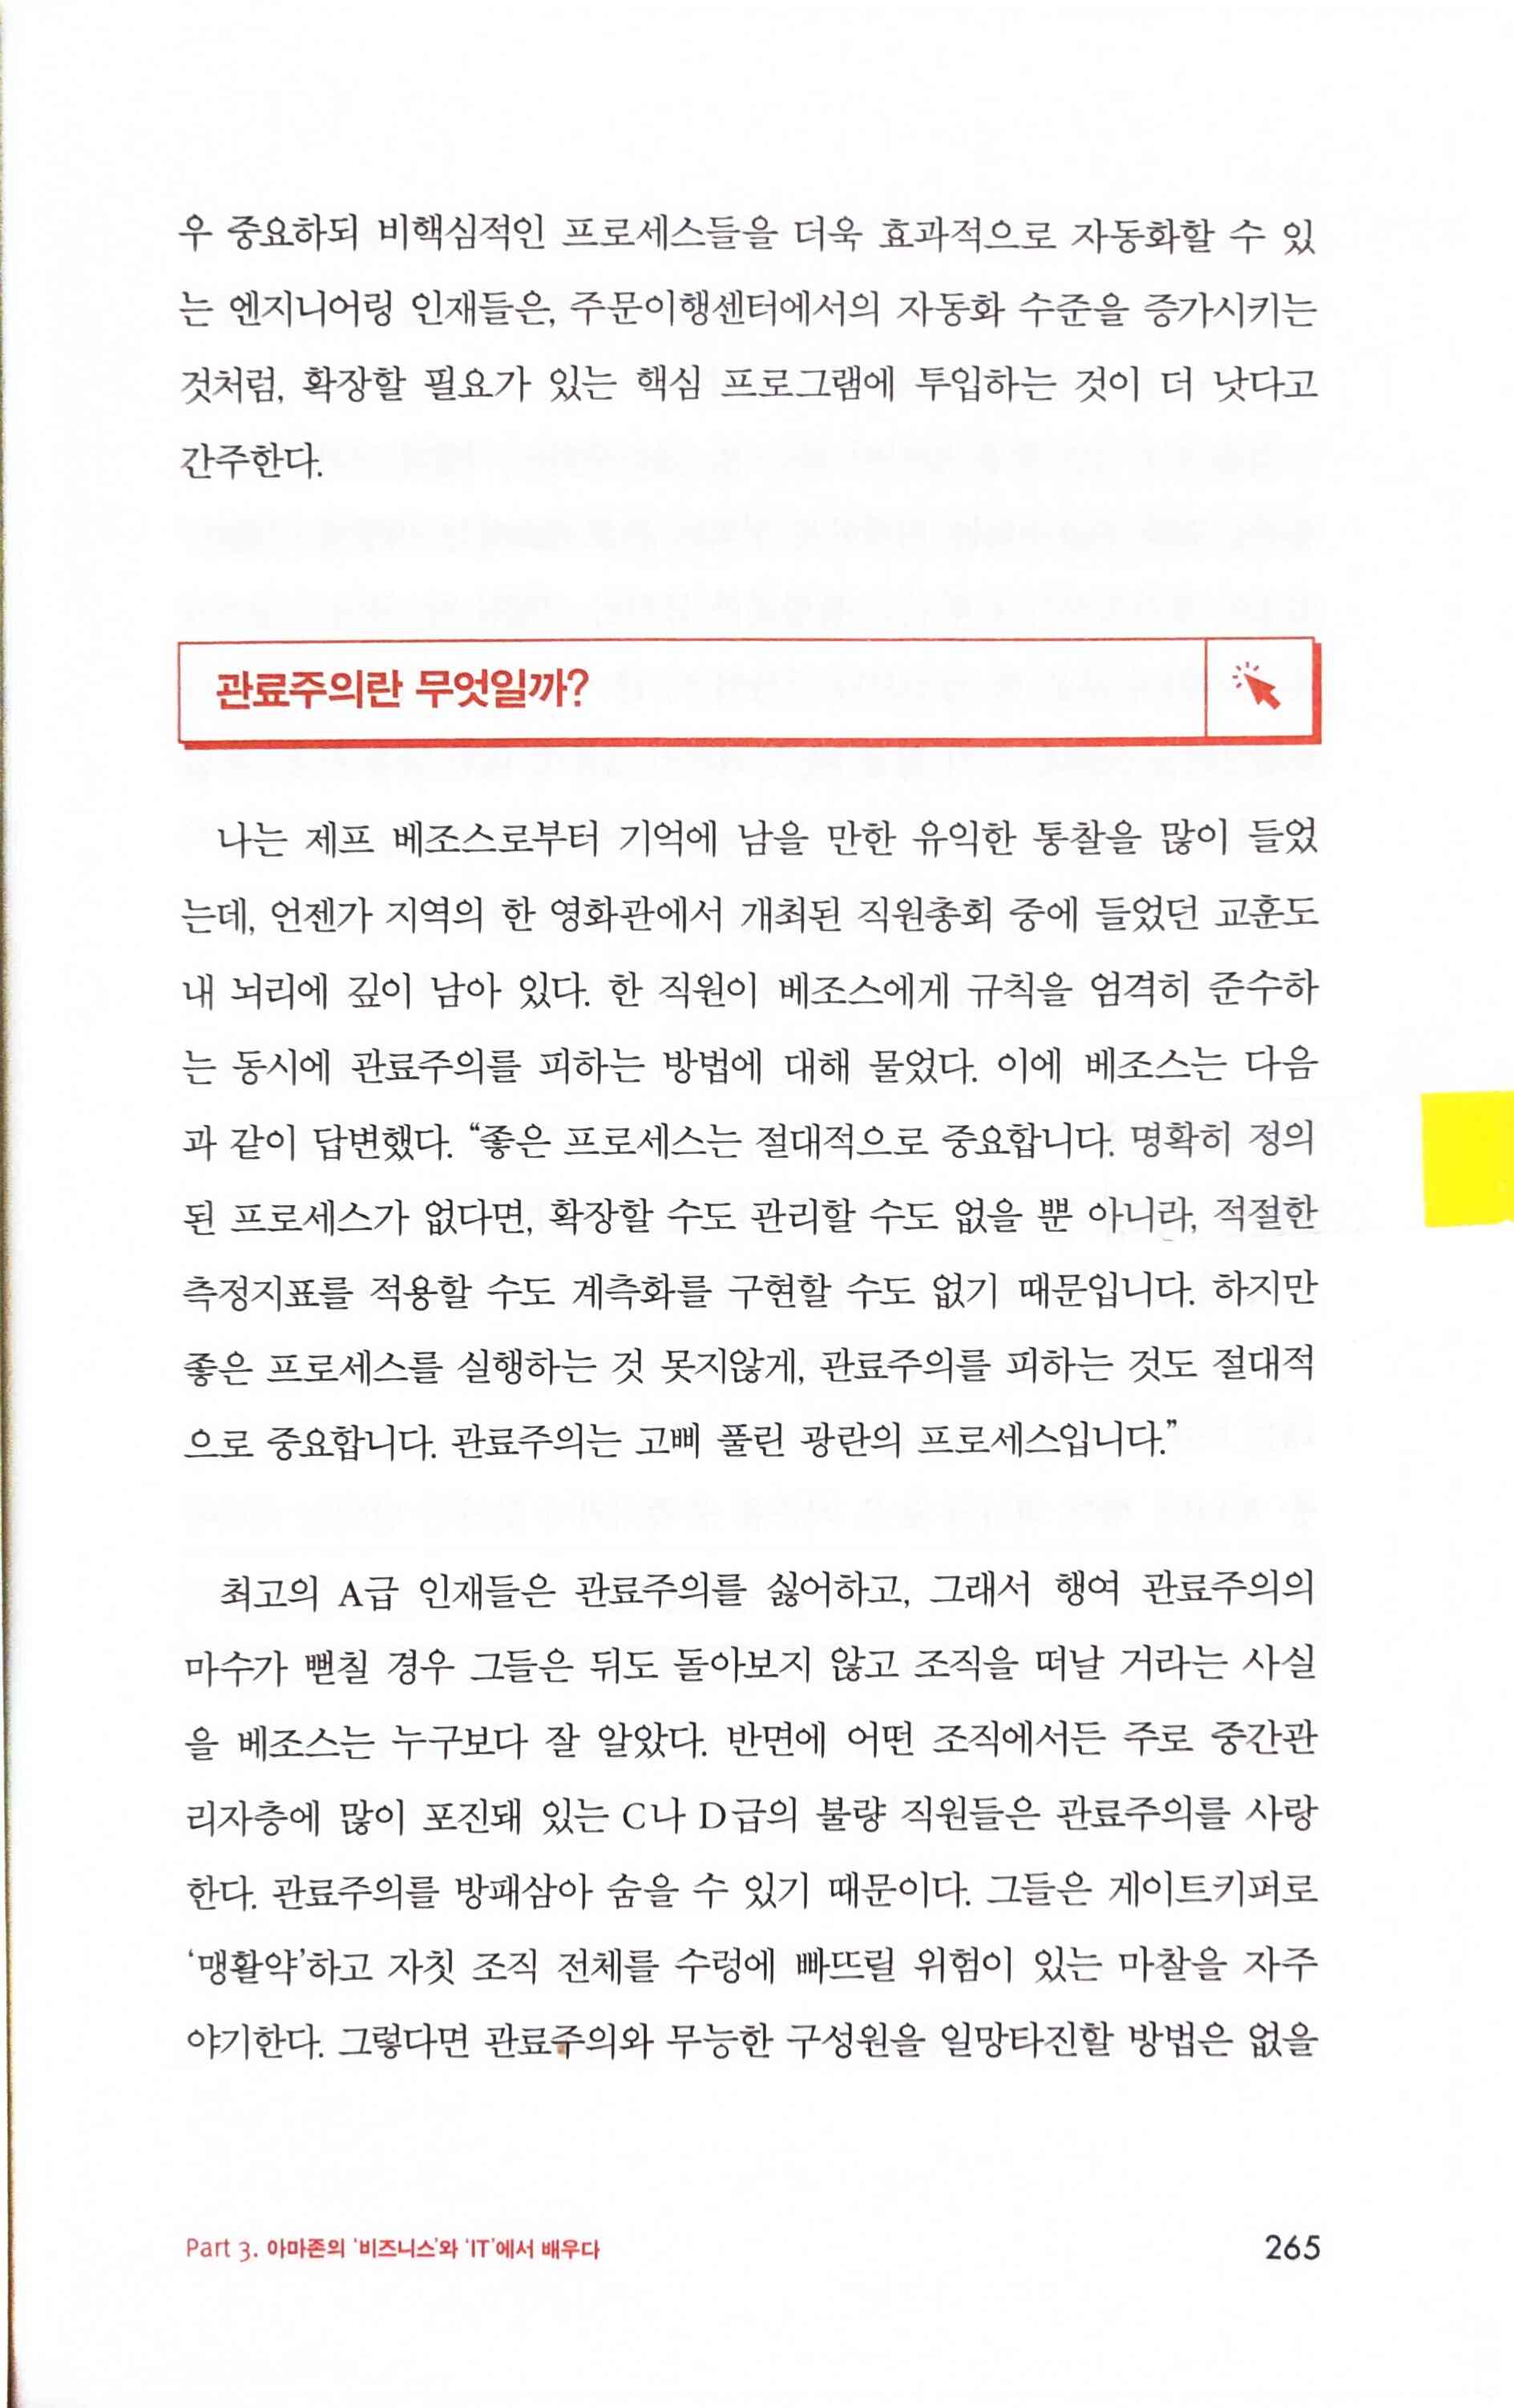 우 중요하되 비핵심적인 프로세스들을 더욱 효과적으로 자동화할 수 있
는 엔지니어링 인재들은, 주문이행센터에서의 자동화 수준을 증가시키는
것처럼, 확장할 필요가 있는 핵심 프로그램에 투입하는 것이 더 낫다고
간주한다.
관료주의란 무엇일까?
나는 제프 베조스로부터 기억에 남을 만한 유익한 통찰을 많이 들었
는데, 언젠가 지역의 한 영화관에서 개최된 직원총회 중에 들었던 교훈도
내 뇌리에 깊이 남아 있다. 한 직원이 베조스에게 규칙을 엄격히 준수하
는 동시에 관료주의를 피하는 방법에 대해 물었다. 이에 베조스는 다음
과 같이 답변했다. “좋은 프로세스는 절대적으로 중요합니다. 명확히 정의
된 프로세스가 없다면, 확장할 수도 관리할 수도 없을 뿐 아니라, 적절한
측정지표를 적용할 수도 계측화를 구현할 수도 없기 때문입니다. 하지만
좋은 프로세스를 실행하는 것 못지않게, 관료주의를 피하는 것도 절대적
으로 중요합니다. 관료주의는 고삐 풀린 광란의 프로세스입니다.”
최고의 A급 인재들은 관료주의를 싫어하고, 그래서 행여 관료주의의
마수가 뻗칠 경우 그들은 뒤도 돌아보지 않고 조직을 떠날 거라는 사실
을 베조스는 누구보다 잘 알았다. 반면에 어떤 조직에서든 주로 중간관
리자층에 많이 포진돼 있는 C나 D급의 불량 직원들은 관료주의를 사랑
한다. 관료주의를 방패삼아 숨을 수 있기 때문이다. 그들은 게이트키퍼로
‘맹활약’하고 자칫 조직 전체를 수렁에 빠뜨릴 위험이 있는 마찰을 자주
야기한다. 그렇다면 관료주의와 무능한 구성원을 일망타진할 방법은 없을
Part 3. 아마존의 ‘비즈니스’와 ‘IT’에서 배우다
265